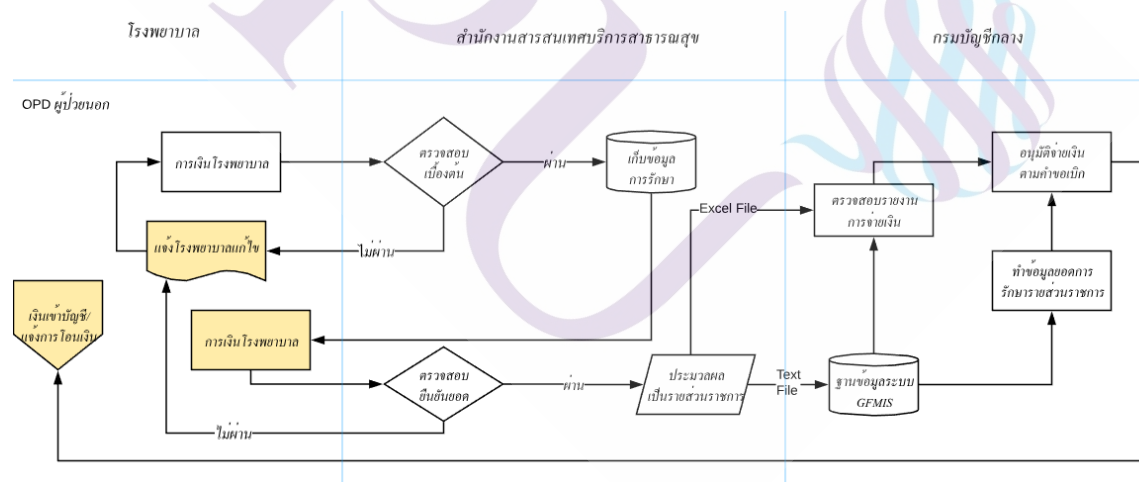 โรงพยาบาล
สำนักงานสารสนเทศบริการสาธารณสุข
กรมบัญชีกลาง
OPD ผู้ป่วยนอก
การเงินโรงพยาบาล
ตรวจสอบ
เบื้องต้น
ผ่าน
เก็บข้อมูล
การรักษา
อนุมัติจ่ายเงิน
ตามคำขอเบิก
Excel File
ตรวจสอบรายงาน
การจ่ายเงิน
แจ้งโรงพยาบาลแก้ไข
ไม่ผ่าน
ทำข้อมูลยอดการ
รักษารายส่วนราชการ
เงินเข้าบัญชี/
แจ้งการโอนเงิน
การเงินโรงพยาบาล
ตรวจสอบ
ยืนยันยอด
ผ่าน
ประมวลผล
เป็นรายส่วนราชการ
Text
File
ฐานข้อมูลระบบ
GFMIS
ไม่ผ่าน